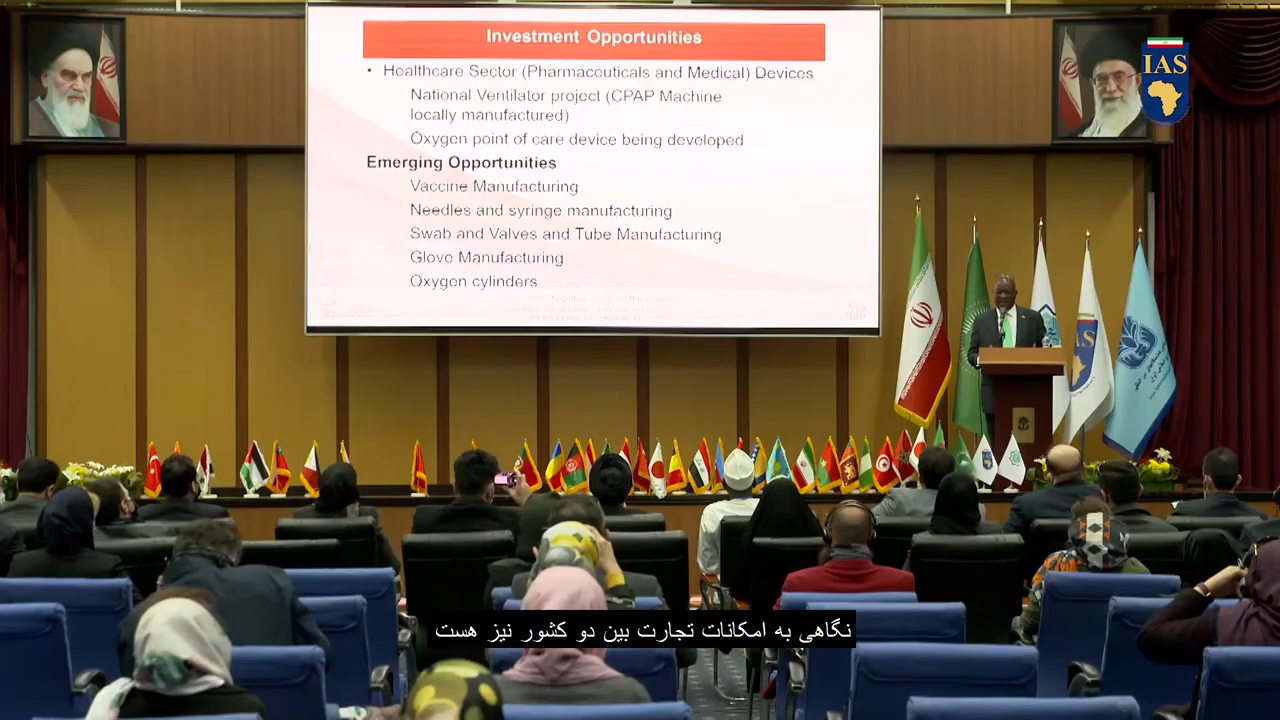 Investment Opportunities
• Healthcare Sector (Pharmaceuticals and Medical) Devices
National Ventilator project (CPAP Machine
locally manufactured)
Oxygen point of care device being developed
Emerging Opportunities
Vaccine Manufacturing
Needles and syringe manufacturing
Swab and Valves and Tube Manufacturing
Glove Manufacturing
Oxygen cylinders
IAS
IAS
نگاهی به امکانات تجارت بین دو کشور نیز هست